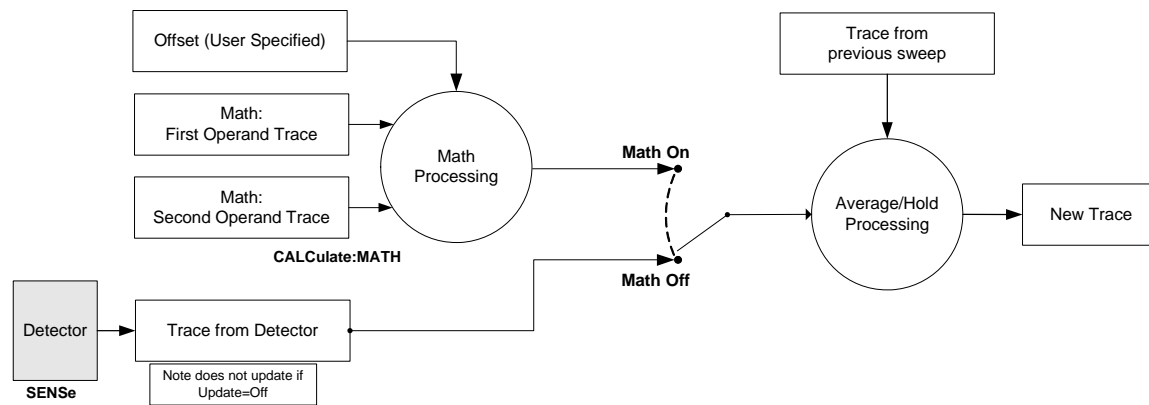 Offset (User Specified)
Math:
First Operand Trace
Math:
Second Operand Trace
CALCulate:MATH
Math
Processing
Math On
Math Off
Trace from
previous sweep
Average/Hold
Processing
New Trace
Detector
SENSe
Trace from Detector
Note does not update if
Update=Off